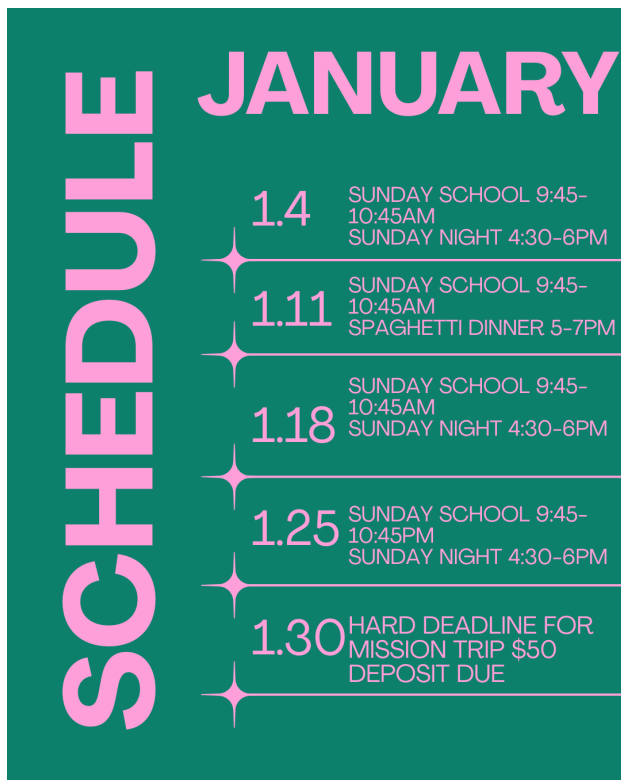 SCHEDULE
JANUARY
1.4
SUNDAY SCHOOL 9:45-
10:45AM
SUNDAY NIGHT 4:30-6PM
1.11
SUNDAY SCHOOL 9:45-
10:45AM
SPAGHETTI DINNER 5-7PM
1.18
SUNDAY SCHOOL 9:45-
10:45AM
SUNDAY NIGHT 4:30-6PM
1.25
SUNDAY SCHOOL 9:45-
10:45PM
SUNDAY NIGHT 4:30-6PM
1.30
HARD DEADLINE FOR
MISSION TRIP $50
DEPOSIT DUE